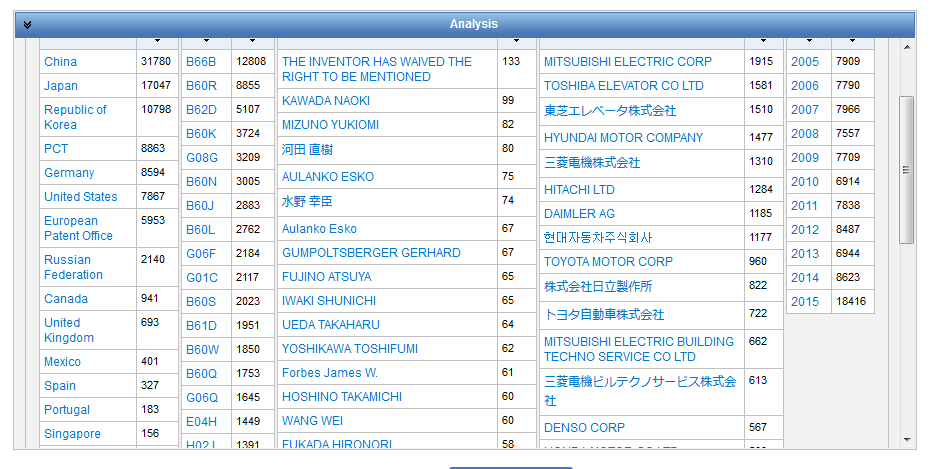 Analysis
China 31780
Japan 17047
Republic of
Korea 10798
PCT 8863
Germany 8594
United States 7867
European
Patent Office 5953
Russian
Federation 2140
Canada 941
United
Kingdom 693
Mexico 401
Spain 327
Portugal 183
Singapore 156
B66B 12808
B60R 8855
B62D 5107
B60K 3724
G08G 3209
B60N 3005
B60J 2883
B60L 2762
G06F 2184
G01C 2117
B60S 2023
B61D 1951
B60W 1850
B60Q 1753
G06Q 1645
E04H 1449
H02J 1391
THE INVENTOR HAS WAIVED THE 133
RIGHT TO BE MENTIONED
KAWADA NAOKI 99
MIZUNO YUKIOMI 82
河田 直樹 80
AULANKO ESKO 75
水野 幸臣 74
Aulanko Esko 67
GUMPOLTSBERGER GERHARD 67
FUJINO ATSUYA 65
IWAKI SHUNICHI 65
UEDA TAKAHARU 64
YOSHIKAWA TOSHIFUMI 62
Forbes James W. 61
HOSHINO TAKAMICHI 60
WANG WEI 60
FUKADA HIRONORI 58
MITSUBISHI ELECTRIC CORP 1915
TOSHIBA ELEVATOR CO LTD 1581
東芝エレベータ株式会社 1510
HYUNDAI MOTOR COMPANY 1477
三菱電機株式会社 1310
HITACHI LTD 1284
DAIMLER AG 1185
현대자동차주식회사 1177
TOYOTA MOTOR CORP 960
株式会社日立製作所 822
トヨタ自動車株式会社 722
MITSUBISHI ELECTRIC BUILDING 662
TECHNO SERVICE CO LTD
三菱電機ビルテクノサービス株式会 613
社
DENSO CORP 567
2005 7909
2006 7790
2007 7966
2008 7557
2009 7709
2010 6914
2011 7838
2012 8487
2013 6944
2014 8623
2015 18416